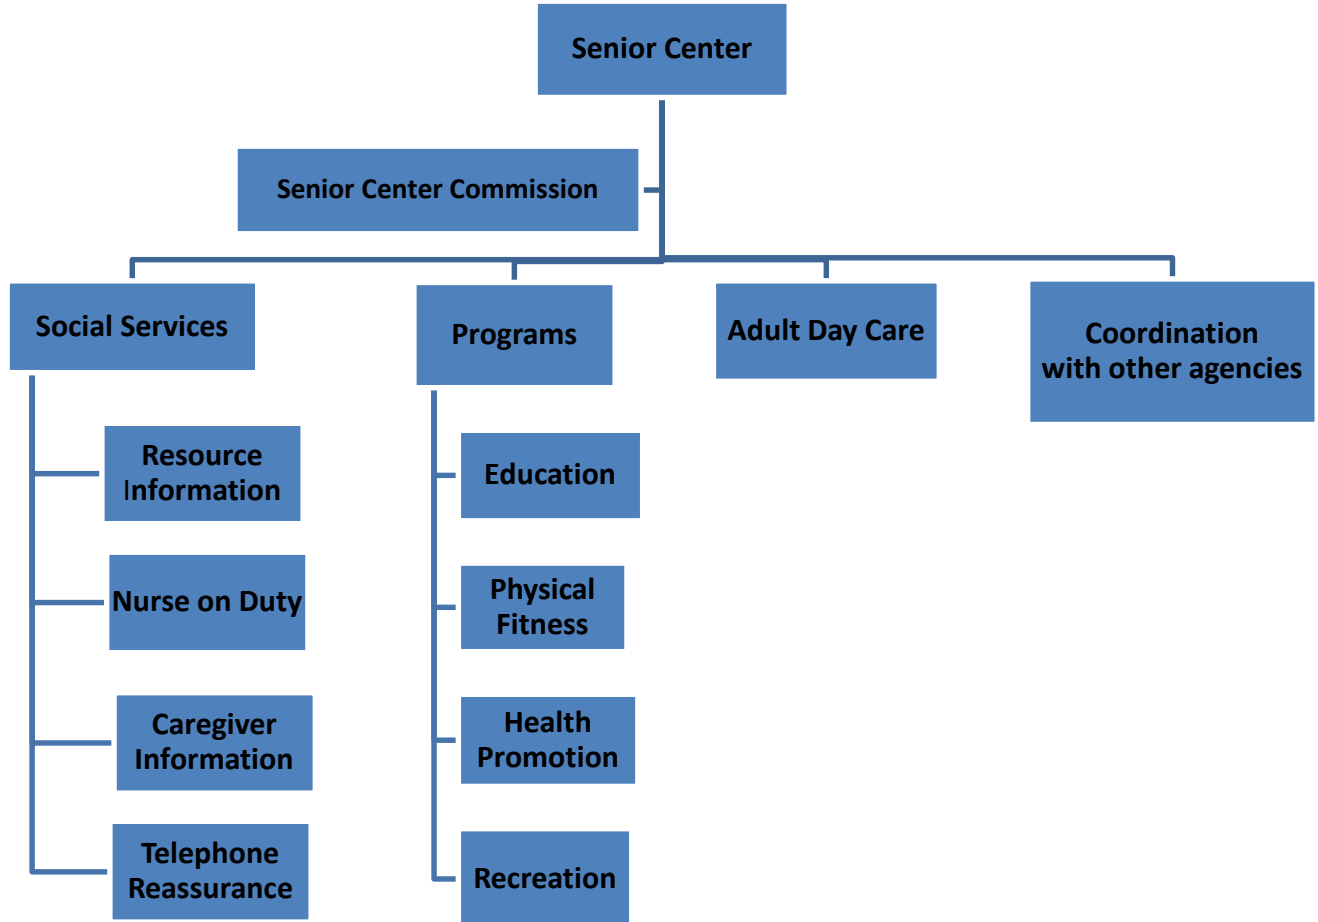 Senior Center
Senior Center Commission
Social Services
Programs
Adult Day Care
Coordination
with other agencies
Resource
Information
Nurse on Duty
Caregiver
Information
Telephone
Reassurance
Education
Physical
Fitness
Health
Promotion
Recreation